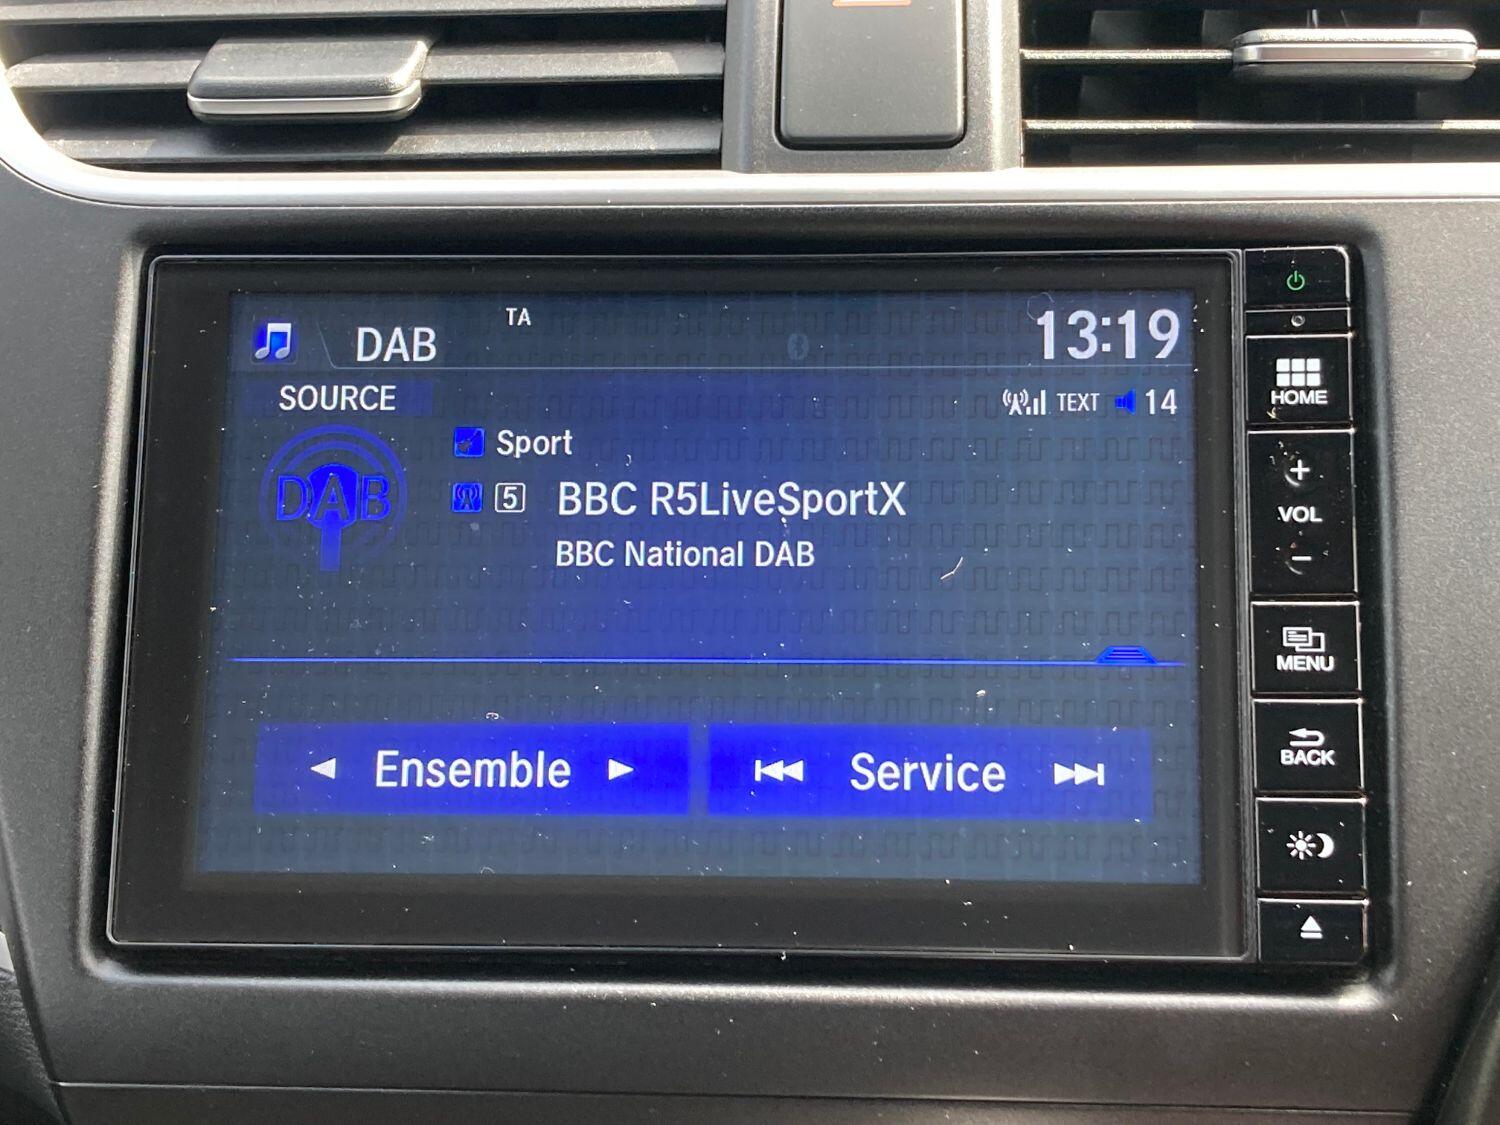 TA
DAB
13:19
SOURCE
TEXT 14
Sport
DAB
5 BBC R5LiveSportX
BBC National DAB
Ensemble
Service
HOME
+
VOL
-
MENU
BACK